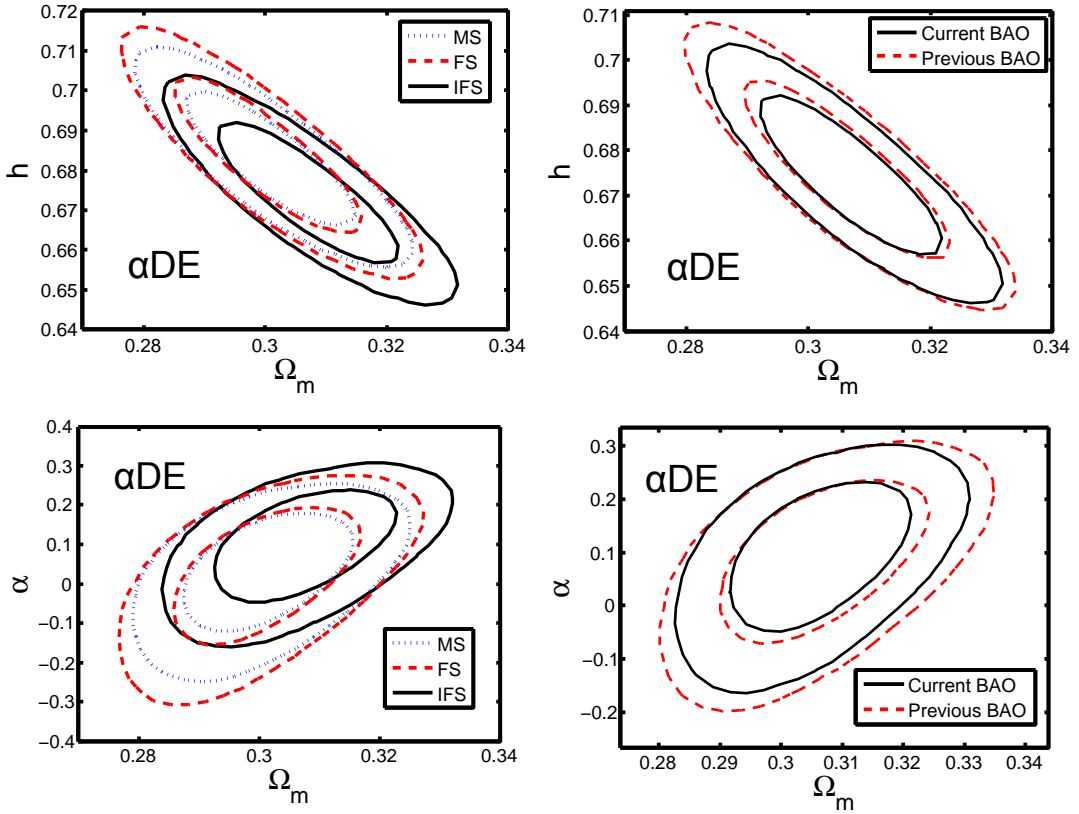 0.72
0.71
0.7
0.69
0.68
0.67
0.66
0.65
0.64
h
0.28
0.3
0.32
0.34
Ωm
αDE
MS
FS
IFS
0.71
0.7
0.69
0.68
0.67
0.66
0.65
0.64
h
0.28
0.3
0.32
0.34
Ωm
αDE
Current BAO
Previous BAO
0.4
0.3
0.2
0.1
0
−0.1
−0.2
−0.3
−0.4
α
0.28
0.3
0.32
0.34
Ωm
αDE
MS
FS
IFS
0.3
0.2
0.1
0
−0.1
−0.2
α
0.28
0.29
0.30
0.31
0.32
0.33
0.34
Ωm
αDE
Current BAO
Previous BAO